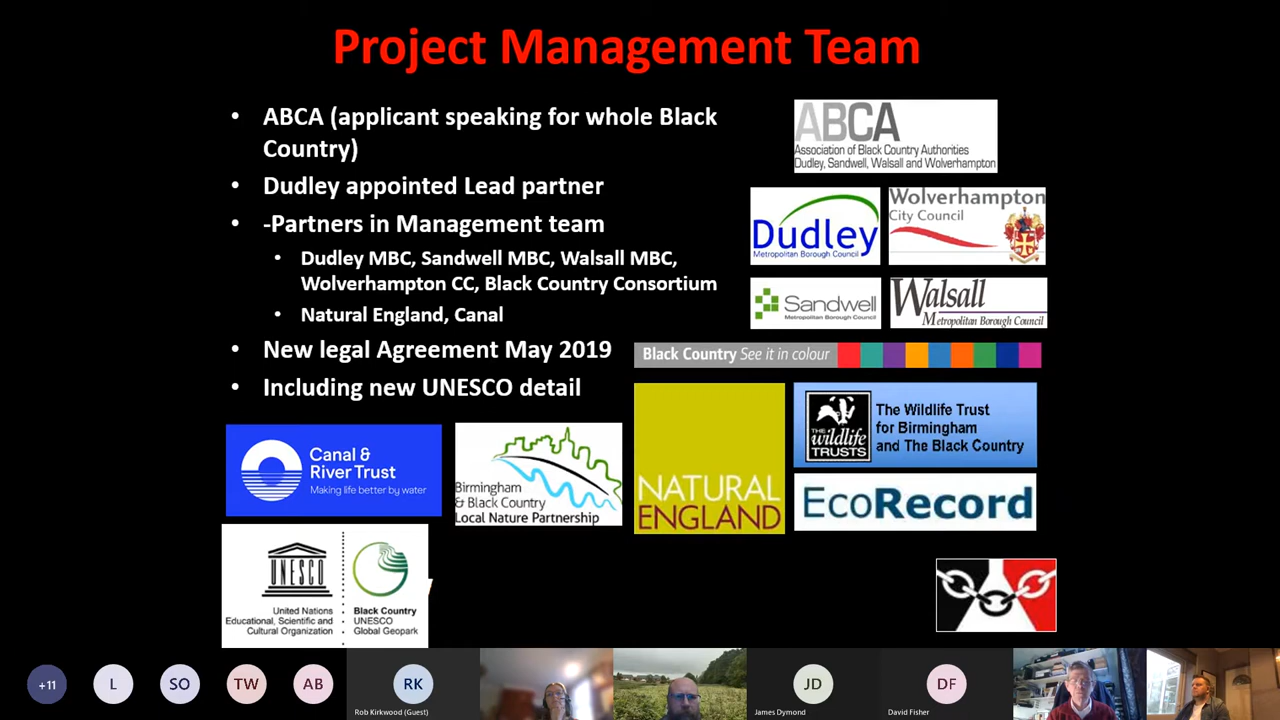 Project Management Team
• ABCA (applicant speaking for whole Black
Country)
• Dudley appointed Lead partner
• -Partners in Management team
• Dudley MBC, Sandwell MBC, Walsall MBC,
Wolverhampton CC, Black Country Consortium
• Natural England, Canal
• New legal Agreement May 2019
• Including new UNESCO detail
ABCA
Association of Black Country Authorities
Dudley, Sandwell, Walsall and Wolverhampton
Dudley
Metropolitan Borough Council
Wolverhampton
City Council
Sandwell
Metropolitan Borough Council
Walsall
Metropolitan Borough Council
Black Country See it in colour
Canal &
River Trust
Making life better by water
Birmingham
& Black Country
Local Nature Partnership
NATURAL
ENGLAND
THE
wildlife
TRUSTS
The Wildlife Trust
for Birmingham
and The Black Country
EcoRecord
UNESCO
United Nations
Educational, Scientific and
Cultural Organization
Black Country
UNESCO
Global Geopark
+11
L
SO
TW
AB
RK
Rob Kirkwood (Guest)
JD
James Dymond
DF
David Fisher